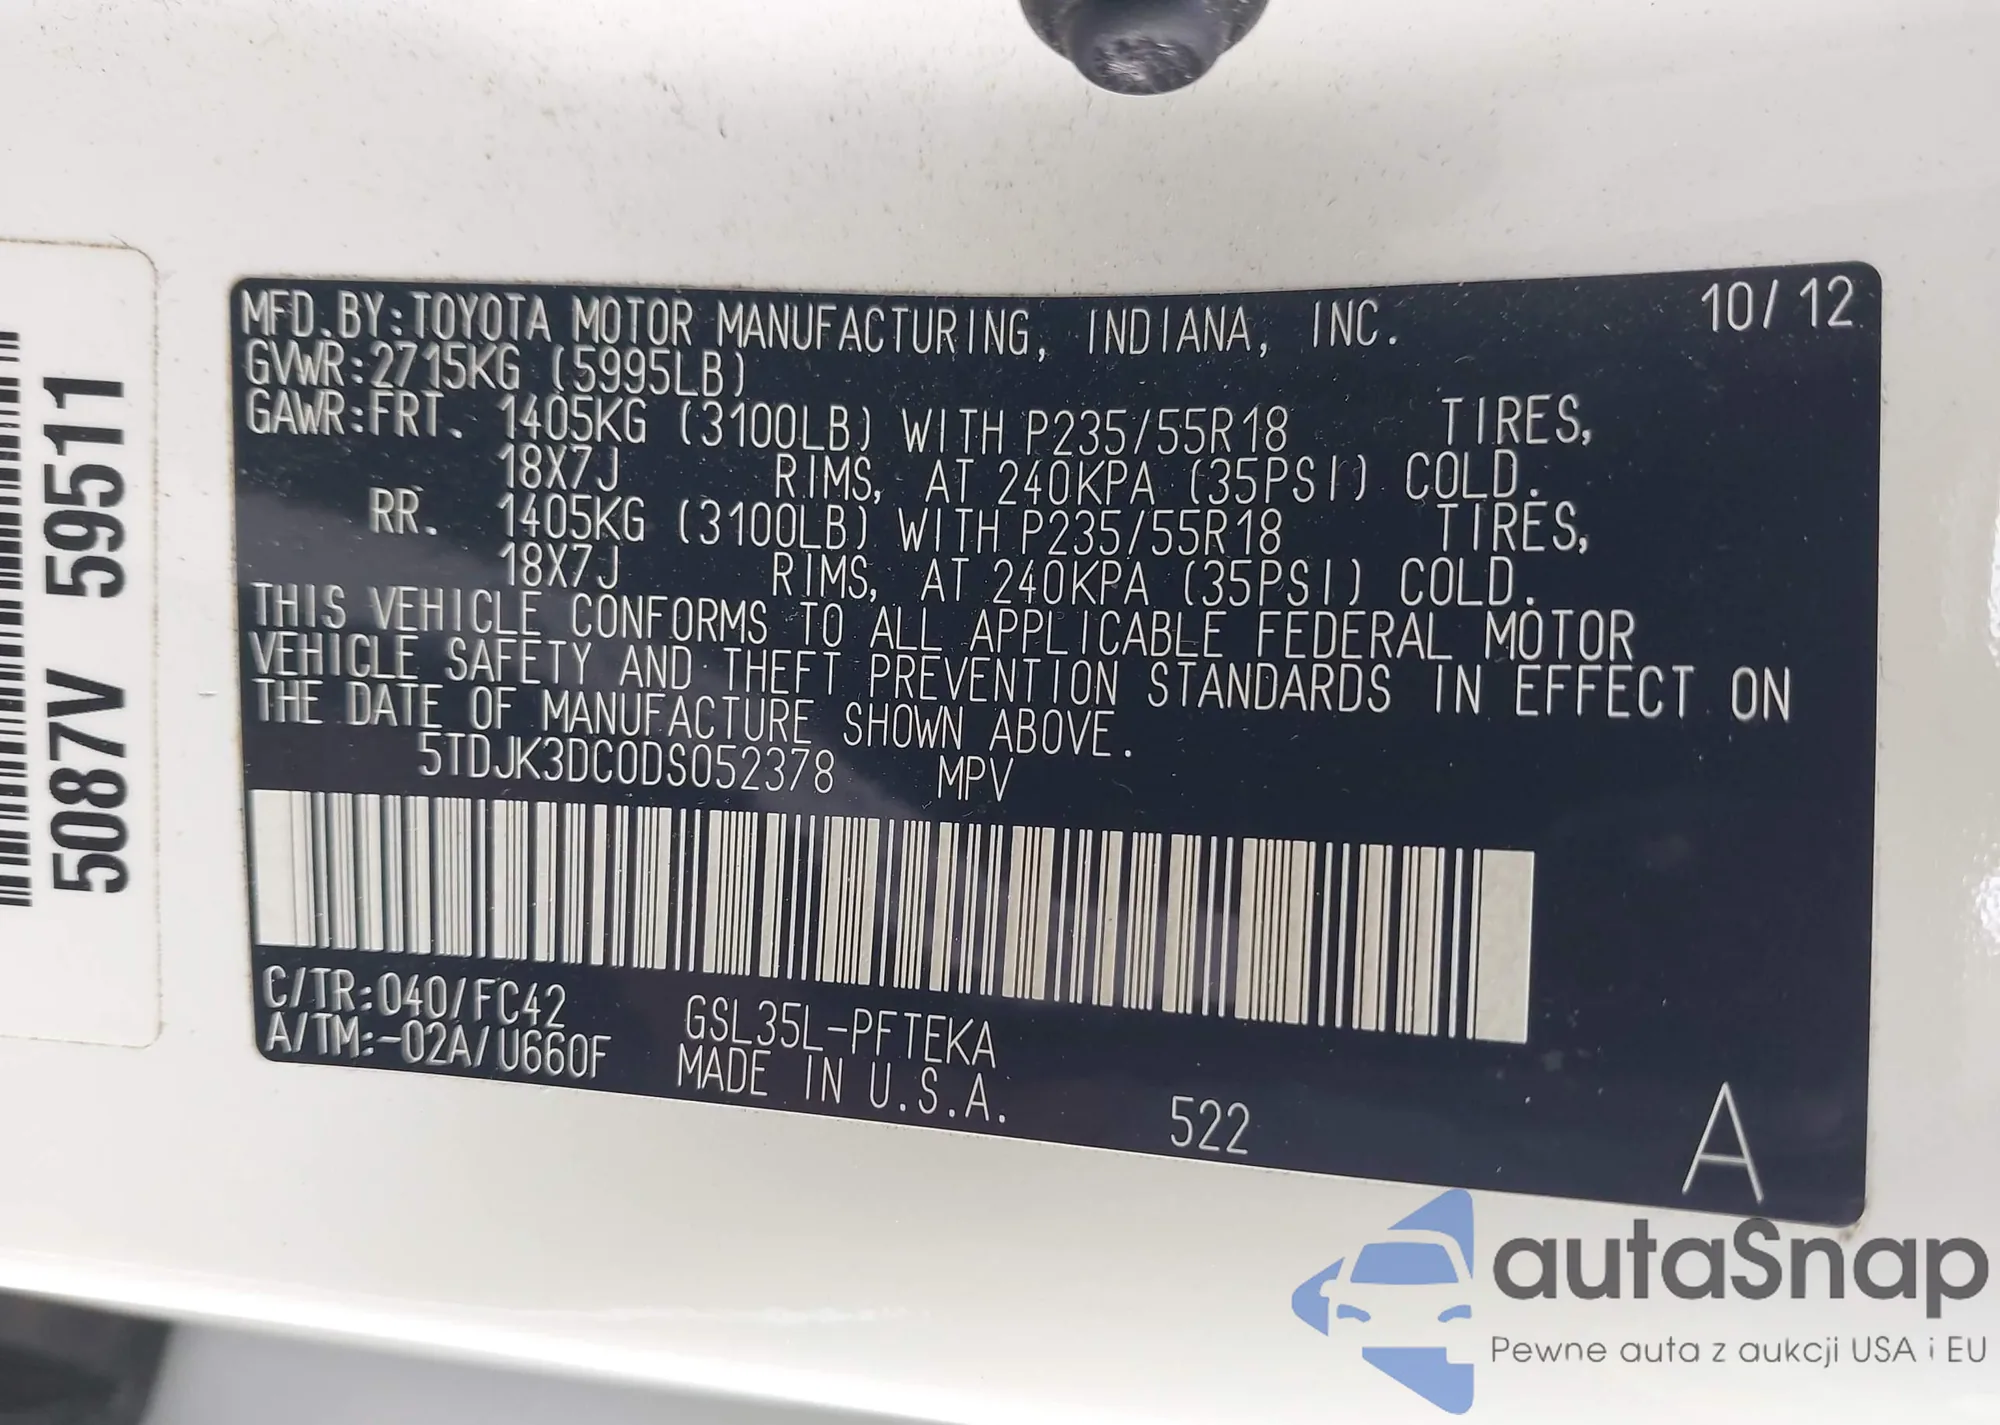 5087V 59511
MFD.BY:TOYOTA MOTOR MANUFACTURING, INDIANA, INC. 10/12
GVWR:2715KG (5995LB)
GAWR:FRT. 1405KG (3100LB) WITH P235/55R18 TIRES,
18X7J RIMS, AT 240KPA (35PSI) COLD.
RR. 1405KG (3100LB) WITH P235/55R18 TIRES,
18X7J RIMS, AT 240KPA (35PSI) COLD.
THIS VEHICLE CONFORMS TO ALL APPLICABLE FEDERAL MOTOR
VEHICLE SAFETY AND THEFT PREVENTION STANDARDS IN EFFECT ON
THE DATE OF MANUFACTURE SHOWN ABOVE.
5TDJK3DC0DS052378 MPV
C/TR:040/FC42 GSL35L-PFTEKA
A/TM:-02A/U660F MADE IN U.S.A. 522 A
autaSnap
Pewne auta z aukcji USA i EU